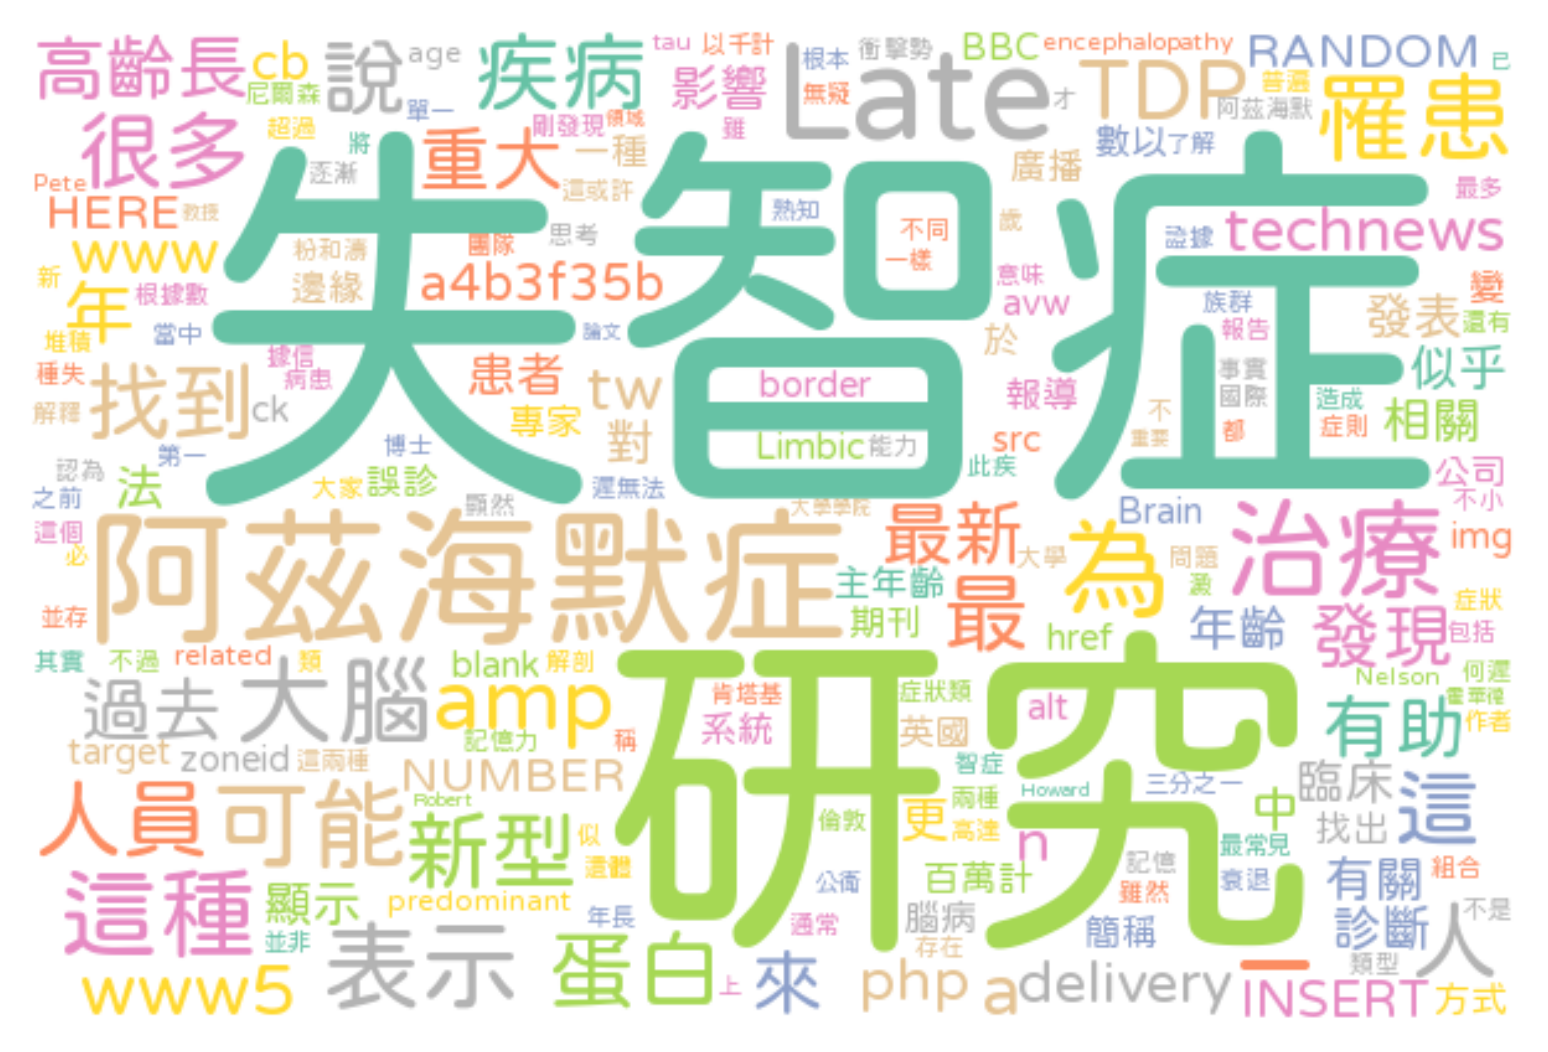 高齡長 cb 說 age 疾病 tau 以千計 Late 根本 衝擊勢 BBC encephalopathy RANDOM 已
尼爾森 單一 影響 無疑 才 TDP 普遍 阿茲海默 罹患
很多 超過 將 重大 剛發現 領域 雖 一種 數以 了解
Pete 逐漸 這或許 廣播 最多
HERE 教授 失智症 熟知 不同 歲 證據 technews
www 粉和濤 團隊 思考 一樣
新 年 根據數 邊緣 a4b3f35b 意味 avw 族群 變
堆積 當中 論文 於 報告 發表 還有
種失 據信 病患 患者 border 報導 事實 似乎
解釋 找到 ck 專家 tw Limbic 能力 src 不 重要 國際 都 造成 症則 相關
認為 第一 博士 對 此疾 公司
之前 法 大家 誤診 遲無法 不小
這個 必 阿茲海默症 顯然 大學學院 最新 大學 Brain 為 問題 治療 img
並存 主年齡 期刊 最 href 年齡 發現 症狀 包括
其實 不過 related 類 blank 解剖 研究 Nelson 何遲
過去 大腦 amp 肯塔基 系統 症狀類 英國 alt 有助 霍華德 作者
target zoneid 這兩種 記憶力 稱 NUMBER 智症 三分之一 臨床 這
人員 可能 Robert 新型 似 倫敦 更 兩種 高達 Howard n 中 找出 最常見
這種 顯示 predominant 遺體 公衛 百萬計 記憶 雖然 衰退 有關 組合
並非 表示 年長 通常 腦病 存在 簡稱 診斷 人 不是
www5 蛋白 上 來 php a delivery 一 INSERT 類型 方式